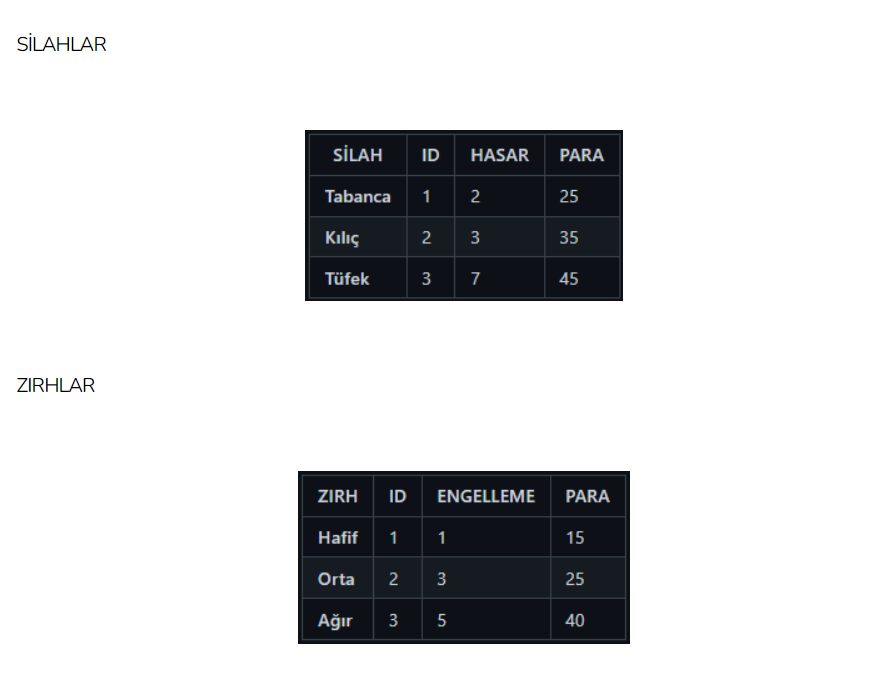 SİLAHLAR
SİLAH ID HASAR PARA
Tabanca 1 2 25
Kılıç 2 3 35
Tüfek 3 7 45
ZIRHLAR
ZIRH ID ENGELLEME PARA
Hafif 1 1 15
Orta 2 3 25
Ağır 3 5 40